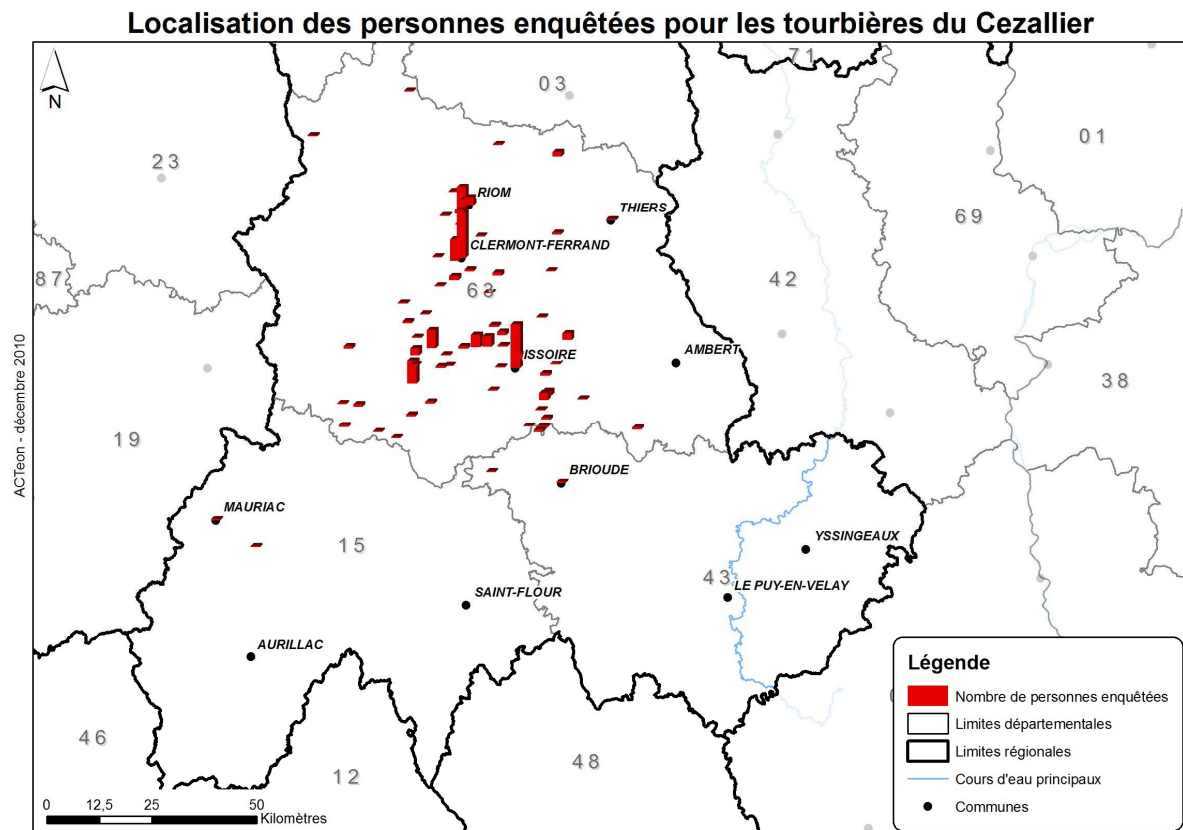 Localisation des personnes enquêtées pour les tourbières du Cezallier
N
03
71
01
23
RIOM
THIERS
69
CLERMONT-FERRAND
87
63
42
ISSOIRE
AMBERT
38
19
BRIOUDE
MAURIAC
15
YSSINGEAUX
43
LE PUY-EN-VELAY
SAINT-FLOUR
AURILLAC
46
12
48
ACTeon - décembre 2010
Légende
Nombre de personnes enquêtées
Limites départementales
Limites régionales
Cours d'eau principaux
Communes
0 12,5 25 50
Kilomètres